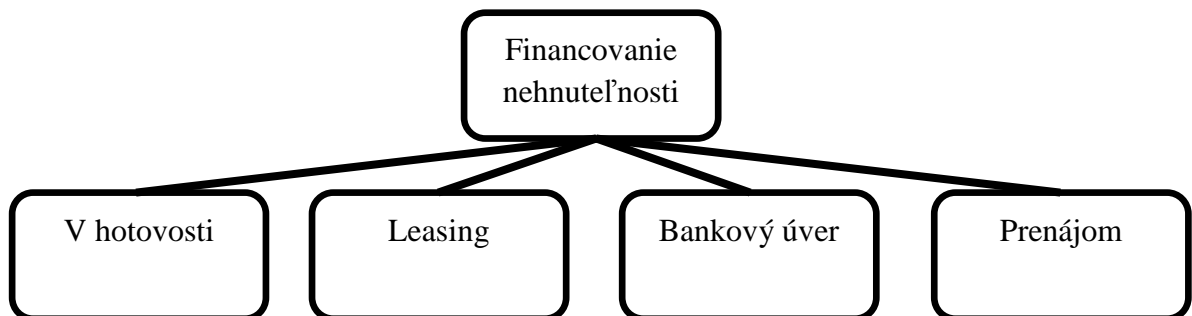 Financovanie
nehnuteľnosti
V hotovosti
Leasing
Bankový úver
Prenájom